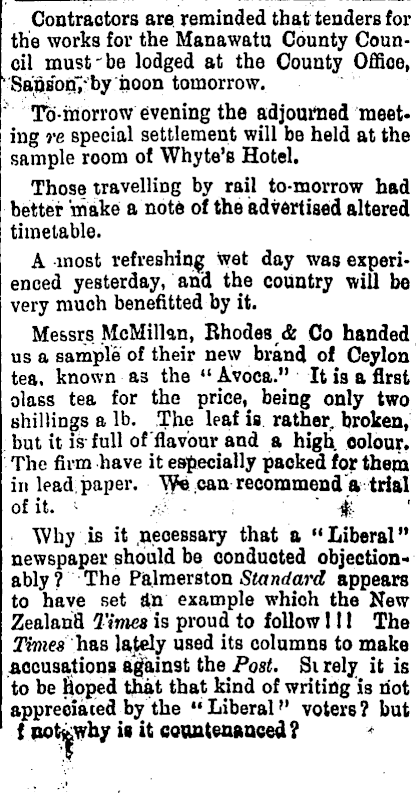 Contractors are reminded that tenders for
the works for the Manawatu County Coun-
cil must be lodged at the County Office,
Sanson, by noon tomorrow.
To-morrow evening the adjourned meet-
ing re special settlement will be held at the
sample room of Whyte's Hotel.
Those travelling by rail to-morrow had
better make a note of the advertised altered
timetable.
A most refreshing wet day was experi-
enced yesterday, and the country will be
very much benefitted by it.
Messrs McMillan, Rhodes & Co handed
us a sample of their new brand of Ceylon
tea, known as the "Avoca." It is a first
class tea for the price, being only two
shillings a lb. The leaf is rather broken,
but it is full of flavour and a high colour.
The firm have it especially packed for them
in lead paper. We can recommend a trial
of it.
Why is it necessary that a "Liberal"
newspaper should be conducted objection-
ably? The Palmerston Standard appears
to have set an example which the New
Zealand Times is proud to follow!!! The
Times has lately used its columns to make
accusations against the Post. Surely it is
to be hoped that that kind of writing is not
appreciated by the "Liberal" voters? but
f not, why is it countenanced?